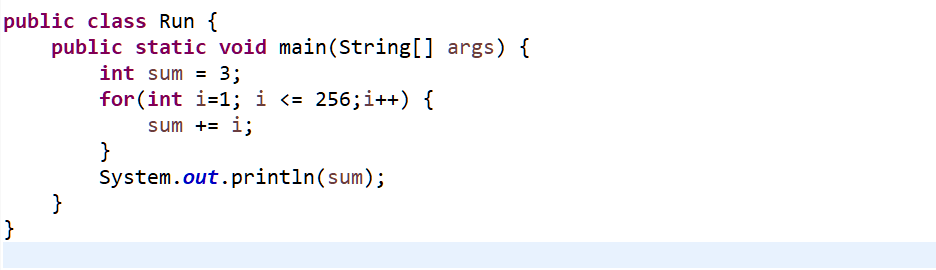 public class Run {
    public static void main(String[] args) {
        int sum = 3;
        for(int i=1; i <= 256;i++) {
            sum += i;
        }
        System.out.println(sum);
    }
}